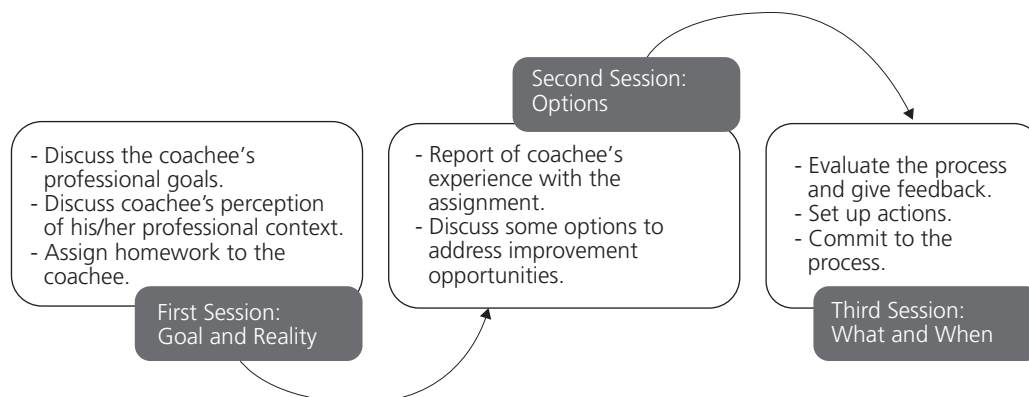 - Discuss the coachee’s
professional goals.
- Discuss coachee’s perception
of his/her professional context.
- Assign homework to the
coachee.
First Session:
Goal and Reality
Second Session:
Options
- Report of coachee’s
experience with the
assignment.
- Discuss some options to
address improvement
opportunities.
- Evaluate the process
and give feedback.
- Set up actions.
- Commit to the
process.
Third Session:
What and When